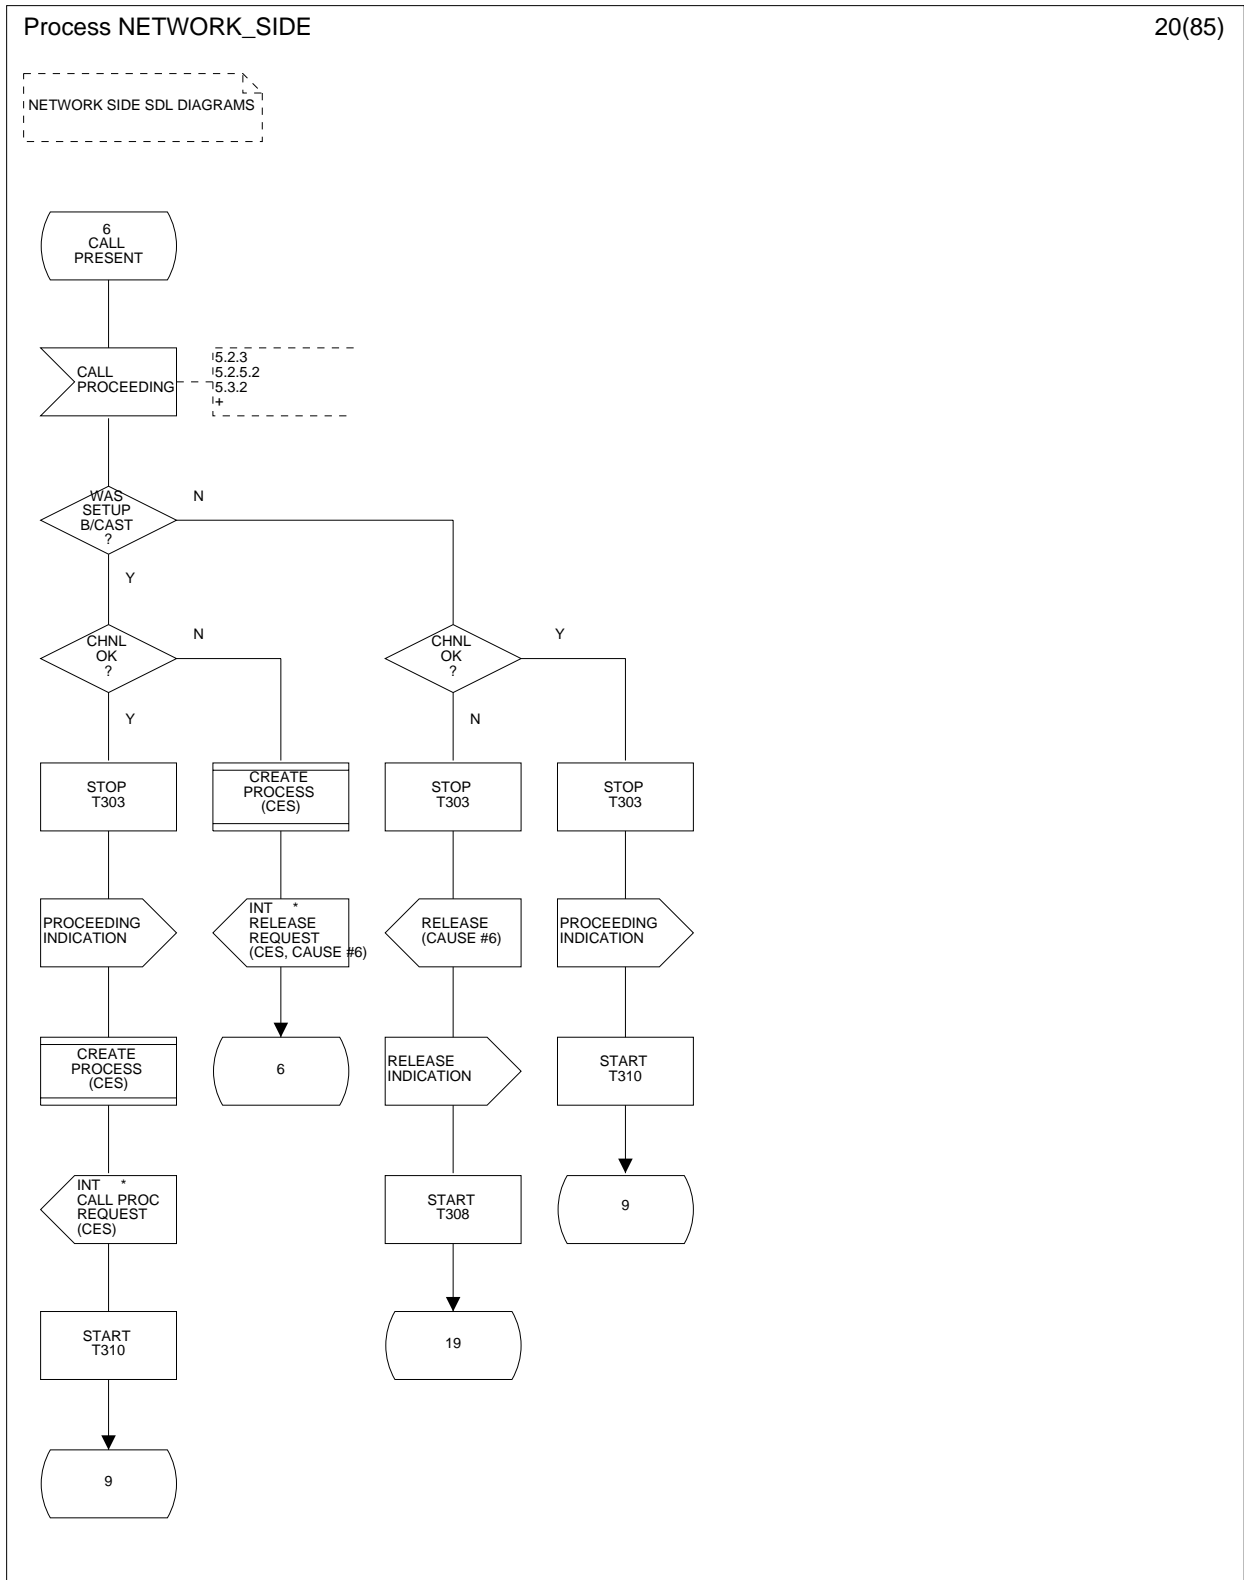 Process NETWORK_SIDE
20(85)
NETWORK SIDE SDL DIAGRAMS
6
CALL
PRESENT
CALL
PROCEEDING
5.2.3
5.2.5.2
5.3.2
+
WAS
SETUP
B/CAST
?
N
Y
CHNL
OK
?
N
CHNL
OK
?
Y
Y
N
STOP
T303
CREATE
PROCESS
(CES)
STOP
T303
STOP
T303
PROCEEDING
INDICATION
INT *
RELEASE
REQUEST
(CES, CAUSE #6)
RELEASE
(CAUSE #6)
PROCEEDING
INDICATION
CREATE
PROCESS
(CES)
6
RELEASE
INDICATION
START
T310
INT *
CALL PROC
REQUEST
(CES)
START
T308
9
START
T310
19
9